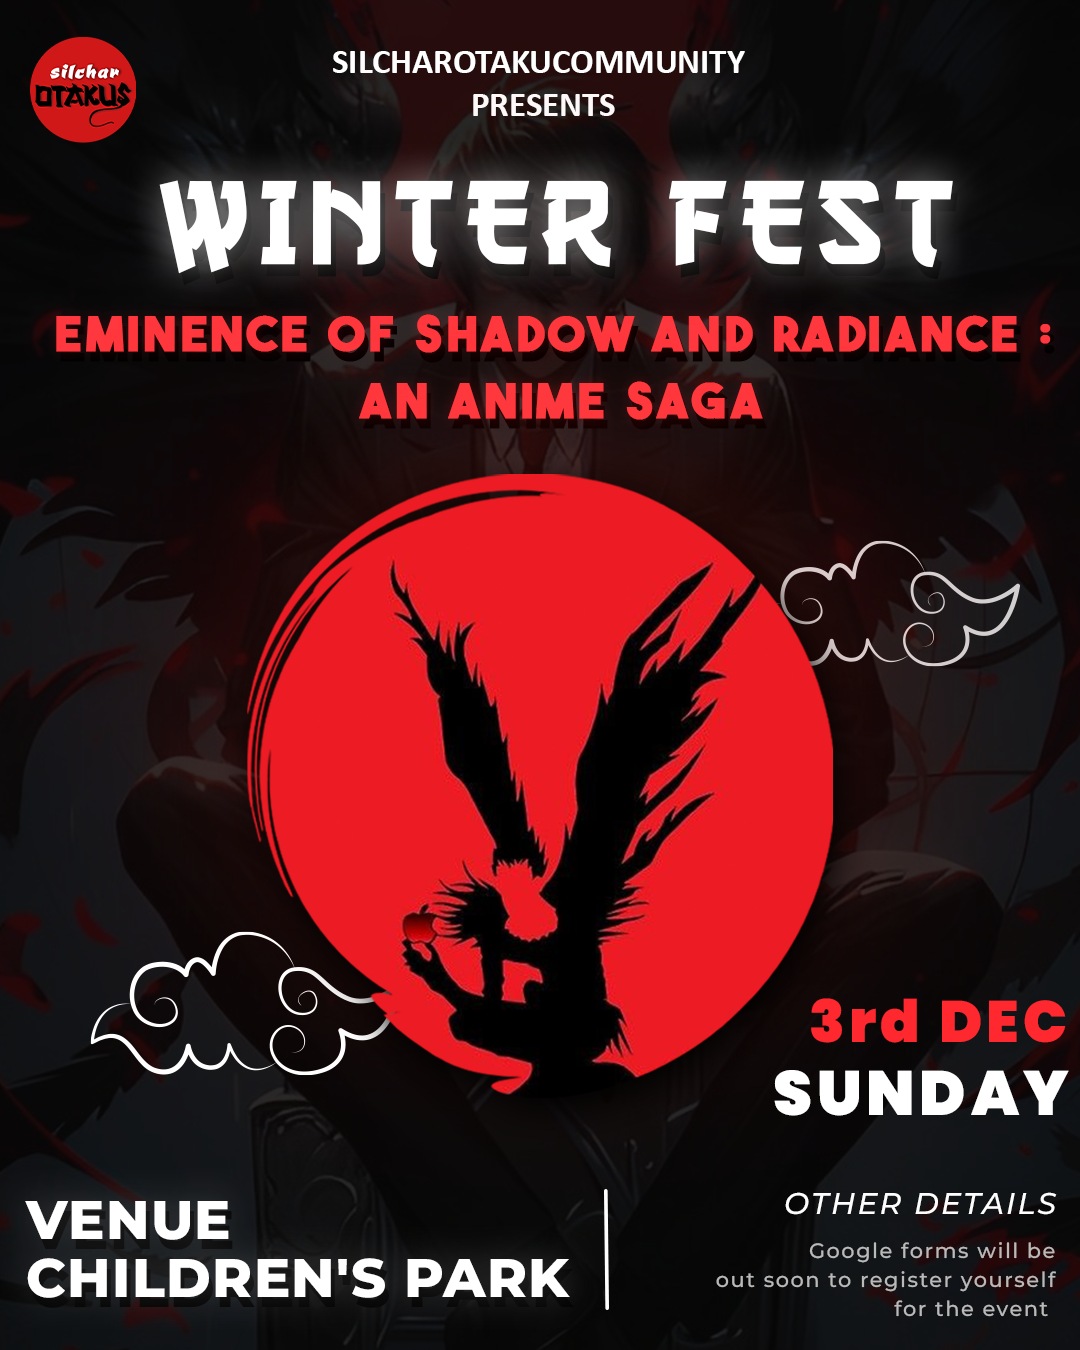 silchar
OTAKUS
SILCHAROTAKUCOMMUNITY
PRESENTS
WINTER FEST
EMINENCE OF SHADOW AND RADIANCE :
AN ANIME SAGA
3rd DEC
SUNDAY
VENUE
CHILDREN'S PARK
OTHER DETAILS
Google forms will be
out soon to register yourself
for the event